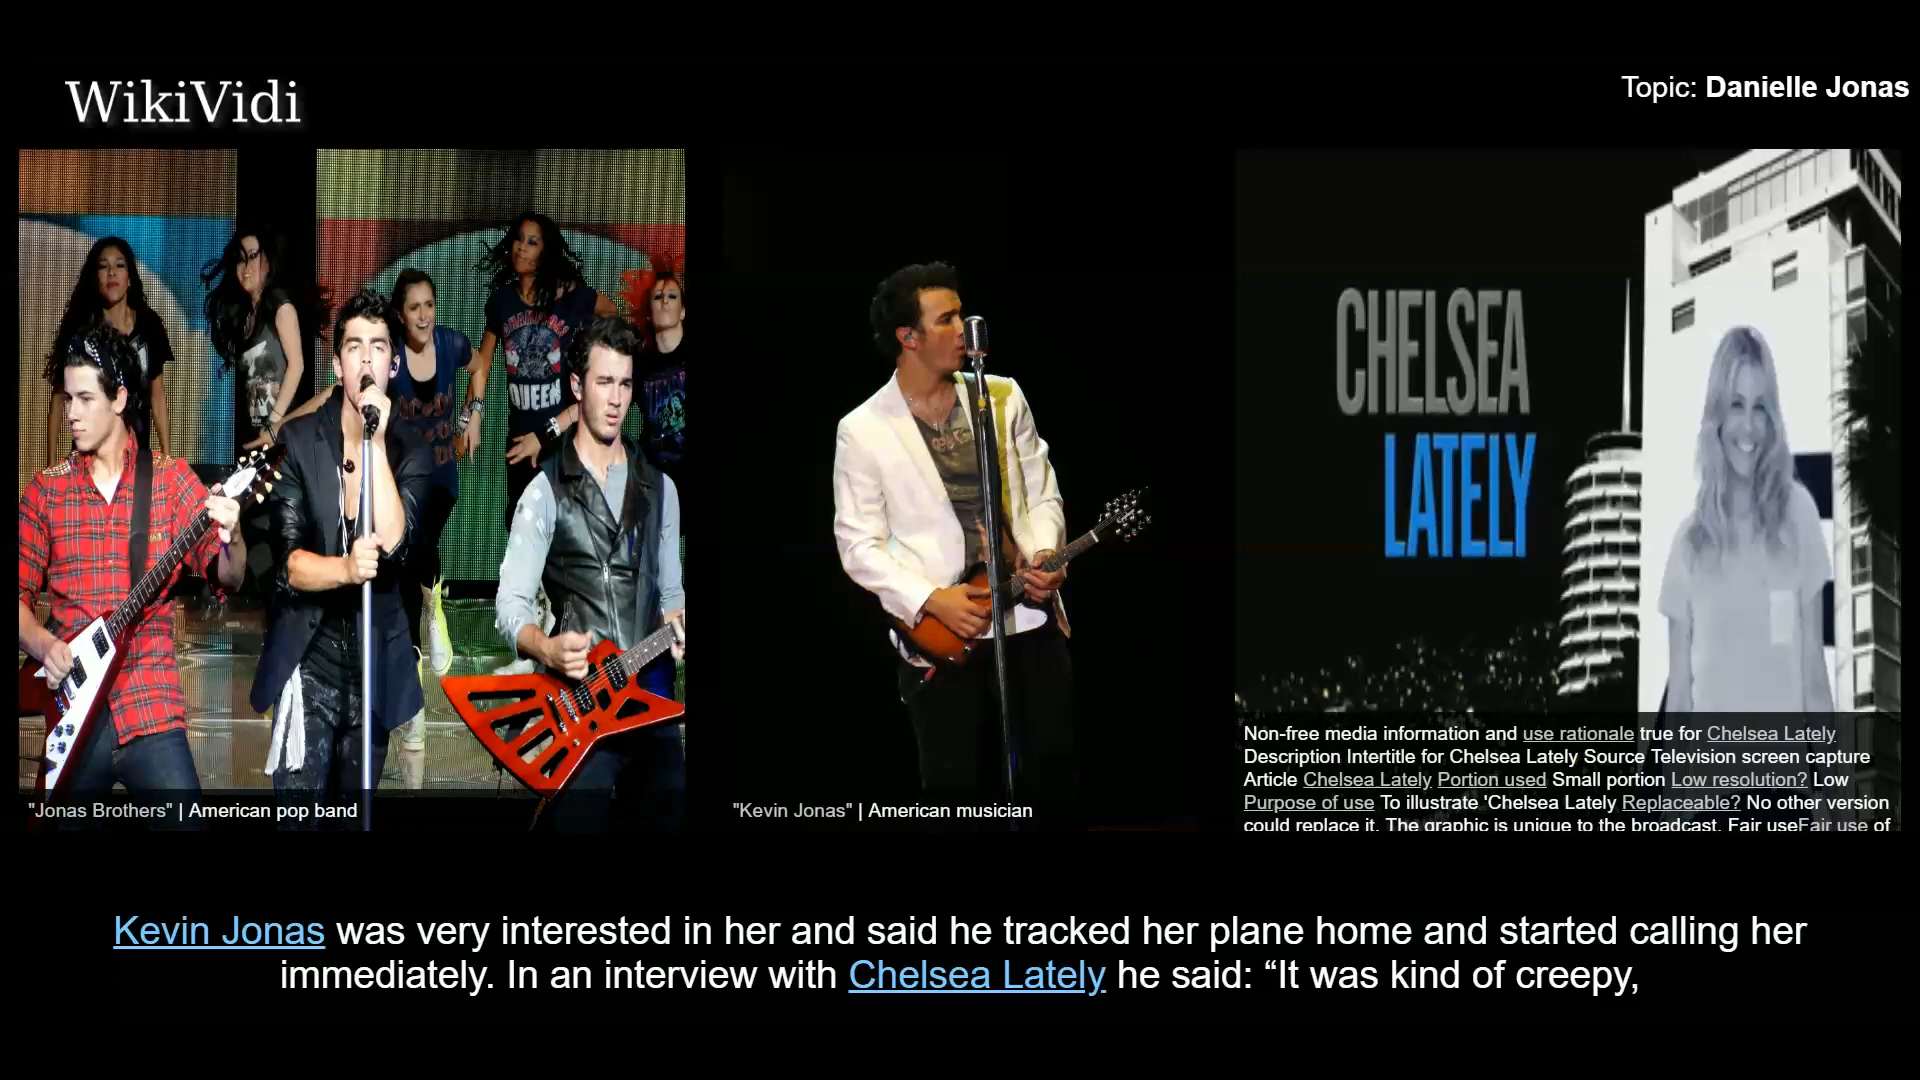 WikiVidi
Topic: Danielle Jonas
QUEEN
CHELSEA
LATELY
"Jonas Brothers" | American pop band
"Kevin Jonas" | American musician
Non-free media information and use rationale true for Chelsea Lately
Description Intertitle for Chelsea Lately Source Television screen capture
Article Chelsea Lately Portion used Small portion Low resolution? Low
Purpose of use To illustrate 'Chelsea Lately Replaceable? No other version
could replace it. The graphic is unique to the broadcast. Fair useFair use of
Kevin Jonas was very interested in her and said he tracked her plane home and started calling her
immediately. In an interview with Chelsea Lately he said: “It was kind of creepy,